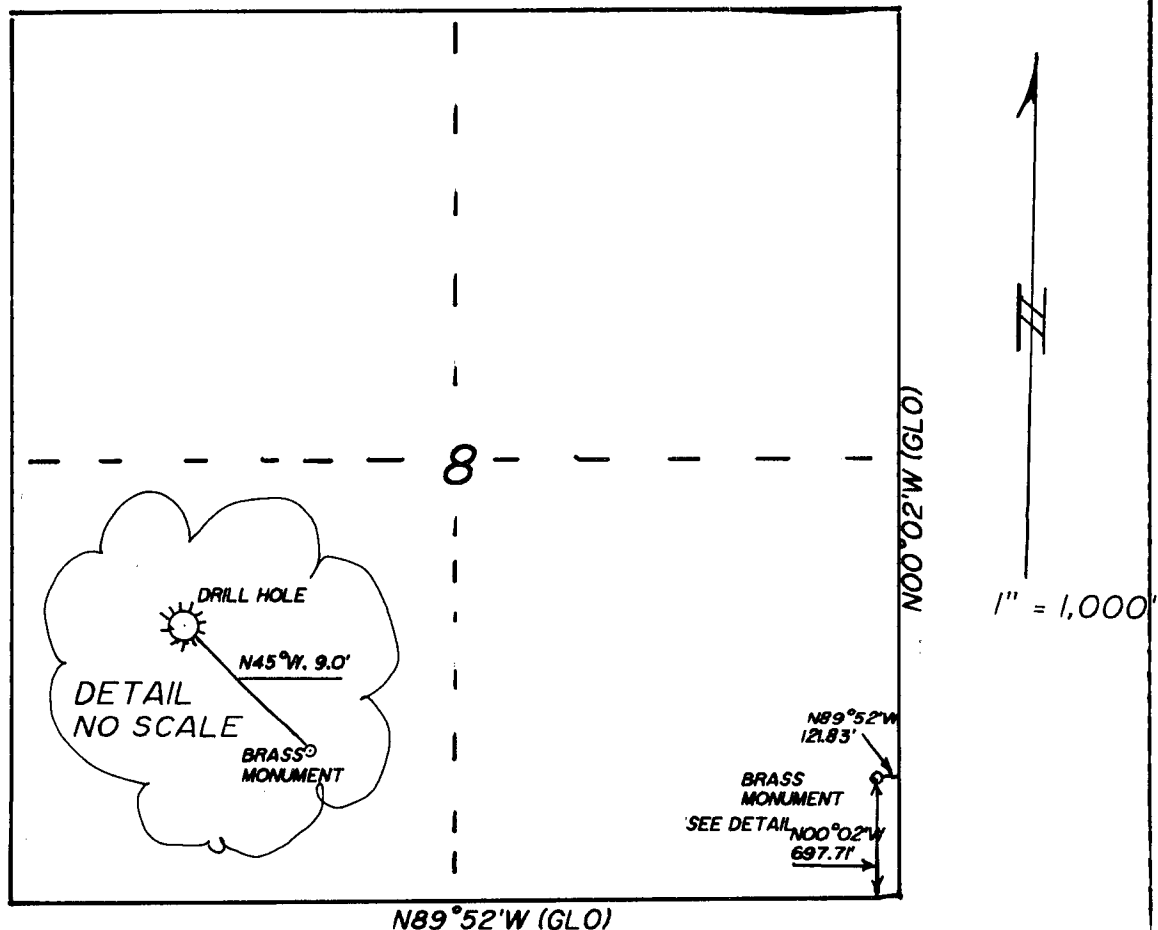 8
N00°02'W (GLO)
N
1" = 1,000'
DRILL HOLE
N45°W, 9.0'
DETAIL
NO SCALE
BRASS
MONUMENT
N89°52'W
121.83'
BRASS
MONUMENT
SEE DETAIL
N00°02'W
697.71'
N89°52'W (GLO)